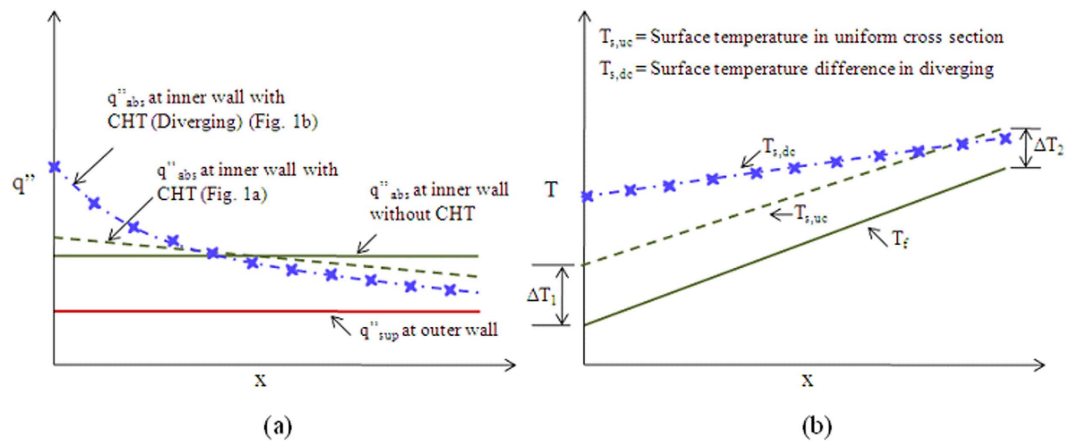 q"abs at inner wall with
CHT (Diverging) (Fig. 1b)
q"abs at inner wall with
CHT (Fig. 1a)
q"abs at inner wall
without CHT
q"
q"sup at outer wall
x
(a)
Ts,uc = Surface temperature in uniform cross section
Ts,dc = Surface temperature difference in diverging
T
Ts,dc
ΔT2
Ts,uc
Tf
ΔT1
x
(b)